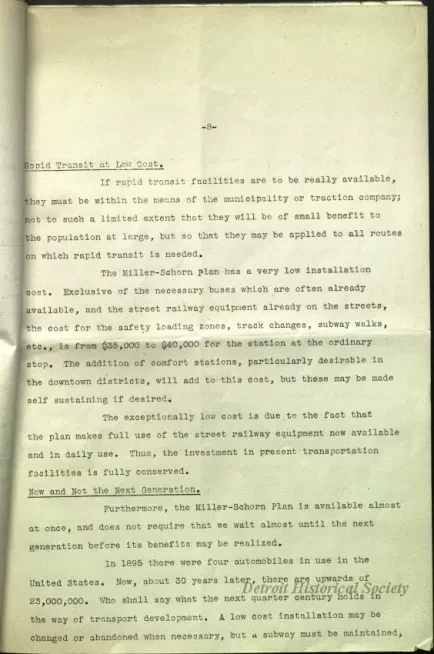 -8-
Rapid Transit at Low Cost.
If rapid transit facilities are to be really available,
they must be within the means of the municipality or traction company;
not to such a limited extent that they will be of small benefit to
the population at large, but so that they may be applied to all routes
on which rapid transit is needed.
The Miller-Schorn plan has a very low installation
cost. Exclusive of the necessary buses which are often already
available, and the street railway equipment already on the streets,
the cost for the safety loading zones, track changes, subway walks,
etc., is from $35,000 to $40,000 for the station at the ordinary
stop. The addition of comfort stations, particularly desirable in
the downtown districts, will add to this cost, but these may be made
self sustaining if desired.
The exceptionally low cost is due to the fact that
the plan makes full use of the street railway equipment now available
and in daily use. Thus, the investment in present transportation
facilities is fully conserved.
Now and Not the Next Generation.
Furthermore, the Miller-Schorn Plan is available almost
at once, and does not require that we wait almost until the next
generation before its benefits may be realized.
In 1895 there were four automobiles in use in the
United States. Now, about 30 years later, there are upwards of
Detroit Historical Society
23,000,000. Who shall say what the next quarter century holds in
the way of transport development. A low cost installation may be
changed or abandoned when necessary, but a subway must be maintained,